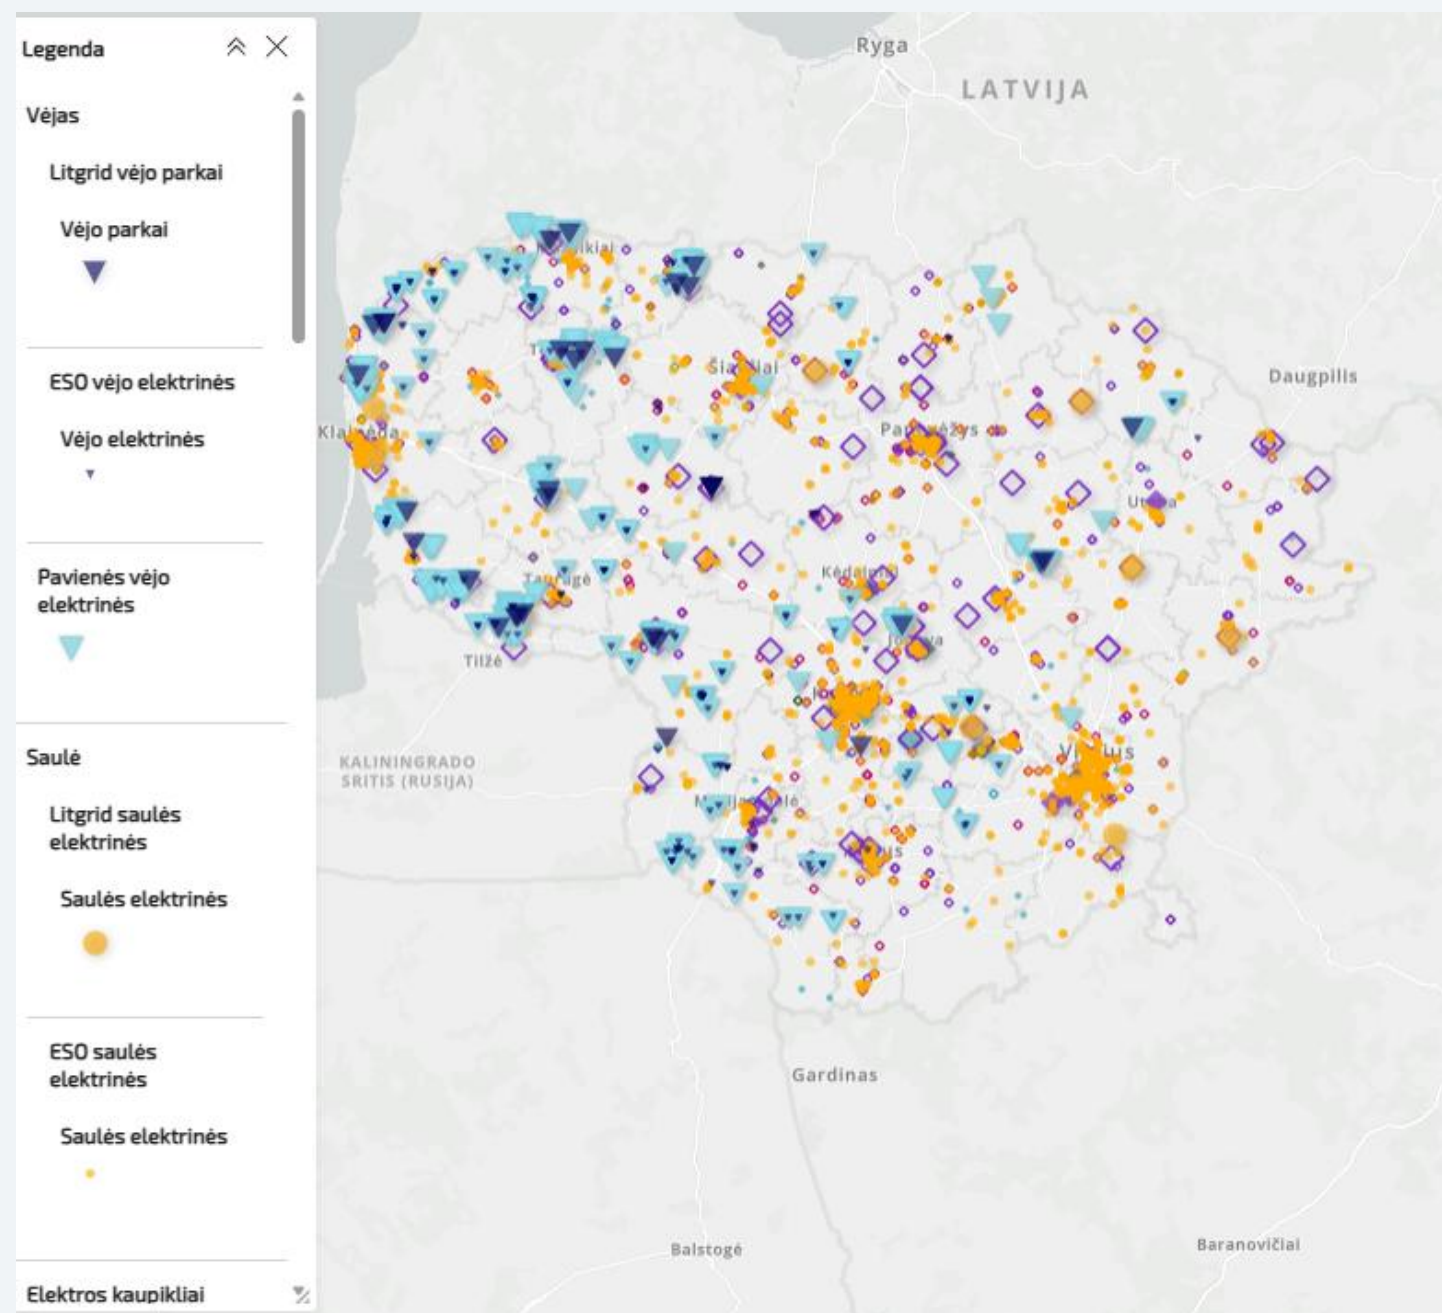 Legenda
Vėjas
Litgrid vėjo parkai
Vėjo parkai
ESO vėjo elektrinės
Vėjo elektrinės
Pavienės vėjo
elektrinės
Saulė
Litgrid saulės
elektrinės
Saulės elektrinės
ESO saulės
elektrinės
Saulės elektrinės
Elektros kaupikliai
Ryga
LATVIJA
Daugpilis
Tauragė
Tilžė
KALININGRADO
SRITIS (RUSIJA)
Gardinas
Balstogė
Baranovičiai